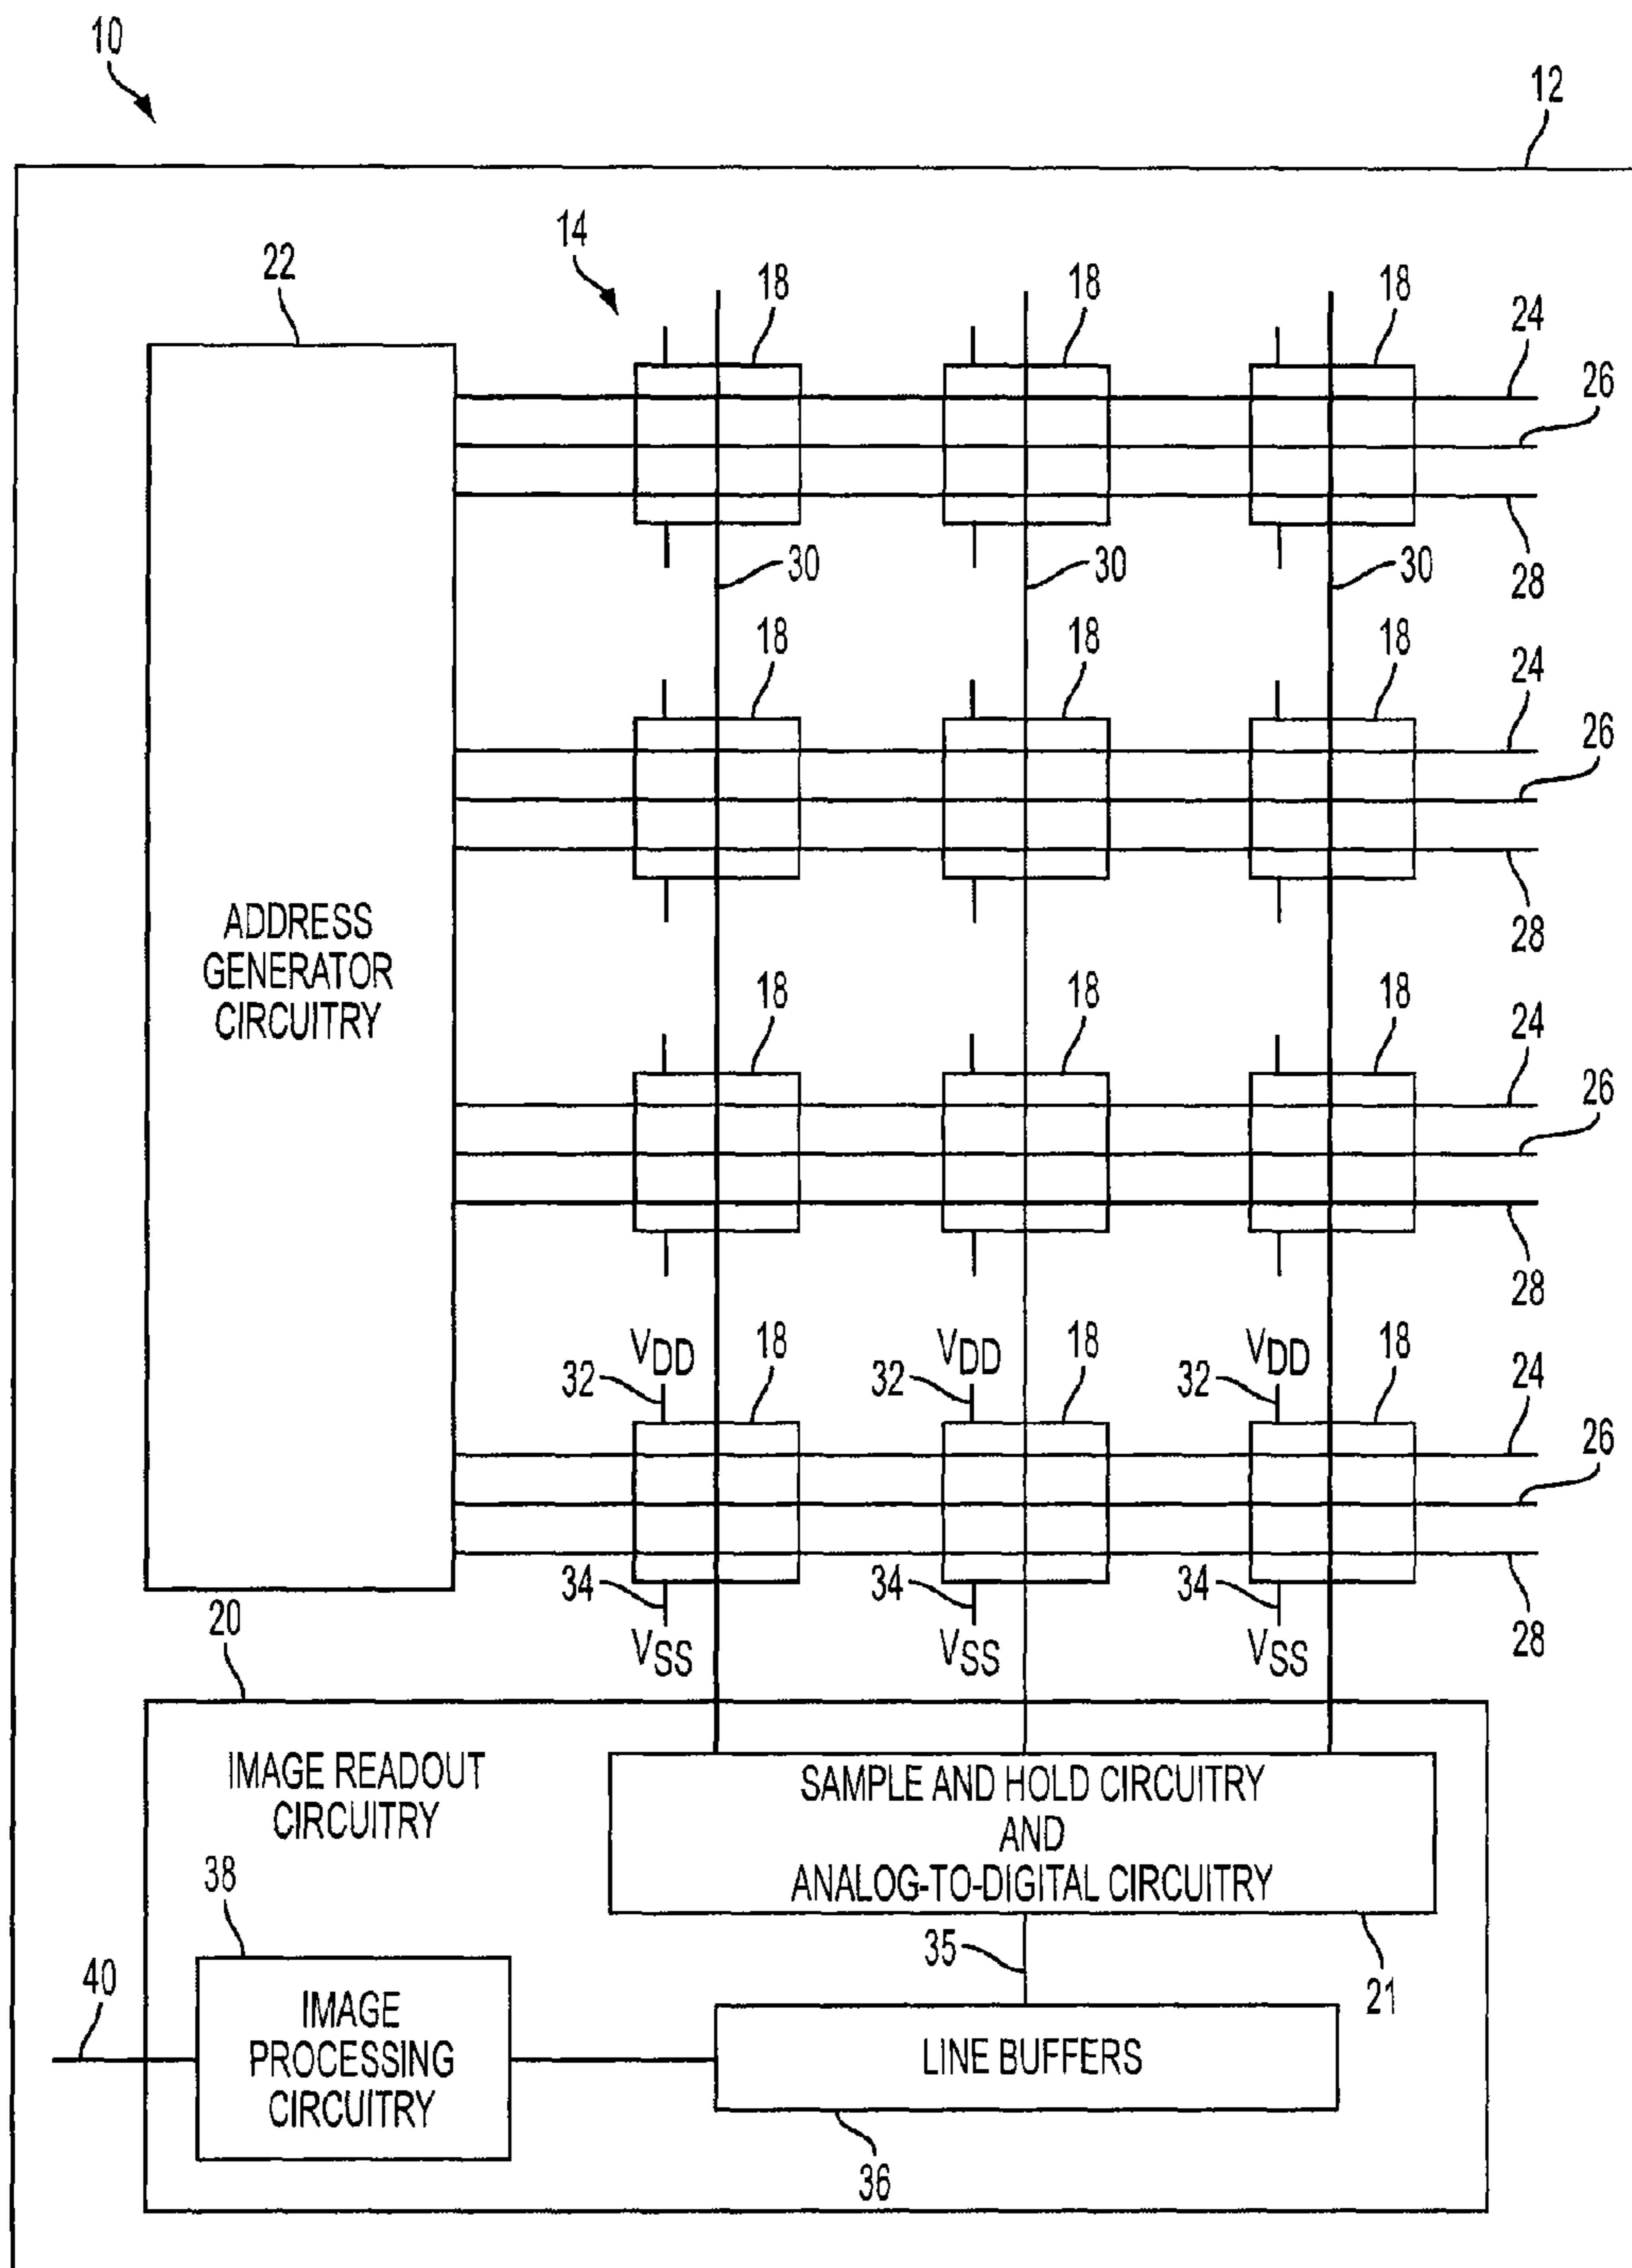 10
12
14
22
18 18 18
24
26
28
30 30 30
18 18 18
24
26
28
ADDRESS
GENERATOR
CIRCUITRY
18 18 18
24
26
28
VDD VDD VDD
32 18 32 18 32 18
24
26
34 34 34
28
VSS VSS VSS
20
IMAGE READOUT
CIRCUITRY
SAMPLE AND HOLD CIRCUITRY
AND
ANALOG-TO-DIGITAL CIRCUITRY
38
35
21
40
IMAGE
PROCESSING
CIRCUITRY
LINE BUFFERS
36